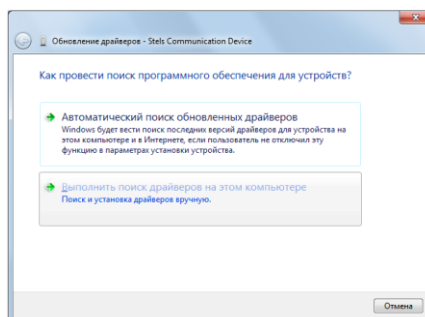 Обновление драйверов - Stels Communication Device
Как провести поиск программного обеспечения для устройств?
Автоматический поиск обновленных драйверов
Windows будет вести поиск последних версий драйверов для устройства на
этом компьютере и в Интернете, если пользователь не отключил эту
функцию в параметрах установки устройства.
Выполнить поиск драйверов на этом компьютере
Поиск и установка драйверов вручную.
Отмена